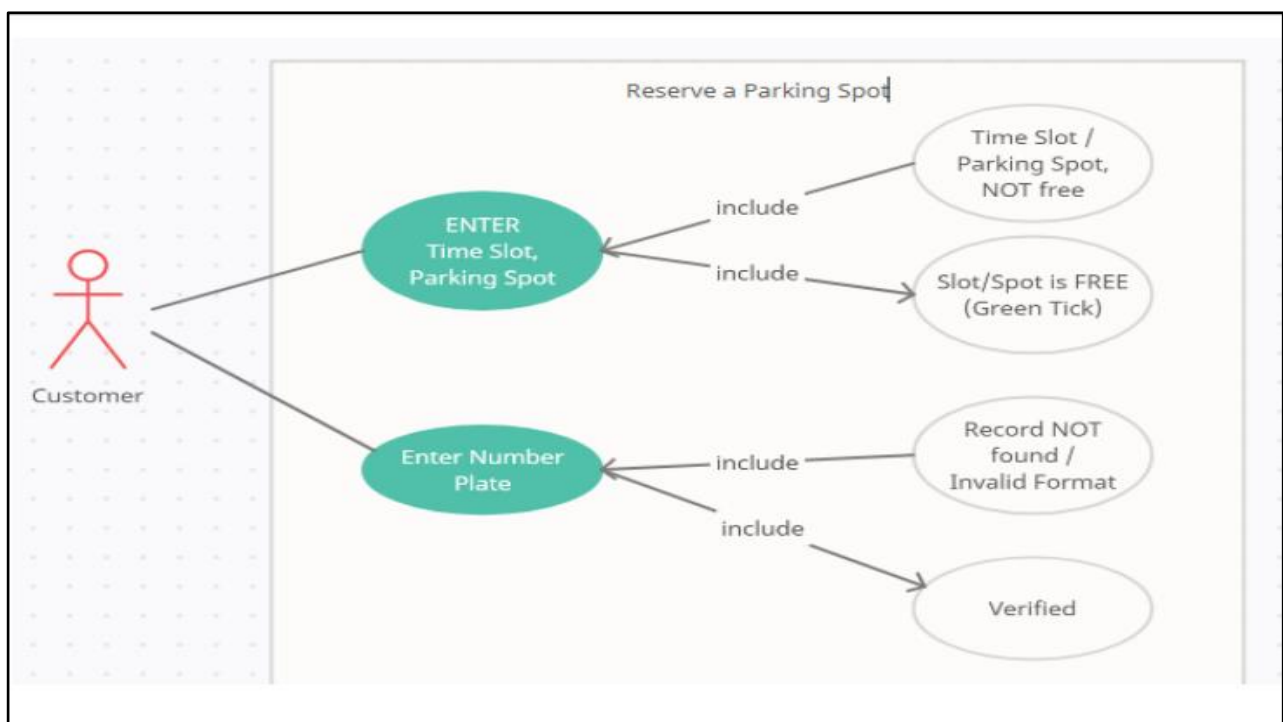 Reserve a Parking Spot
Time Slot /
Parking Spot,
NOT free
include
ENTER
Time Slot,
Parking Spot
include
Slot/Spot is FREE
(Green Tick)
Customer
Record NOT
found /
Invalid Format
Enter Number
Plate
include
include
Verified